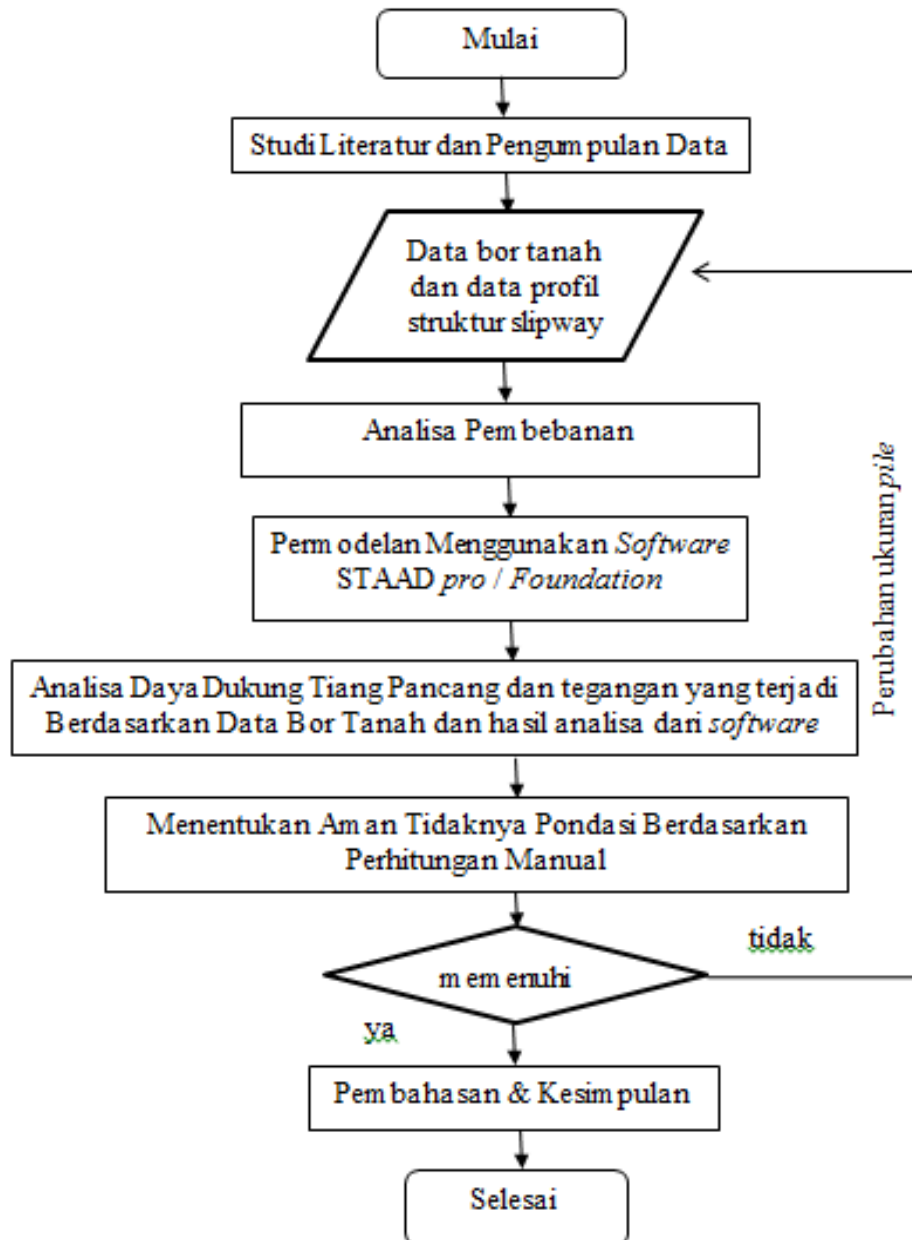 Mulai
Studi Literatur dan Pengumpulan Data
Data bor tanah
dan data profil
struktur slipway
Analisa Pembebanan
Permodelan Menggunakan Software
STAAD pro / Foundation
Perubahan ukuran pile
Analisa Daya Dukung Tiang Pancang dan tegangan yang terjadi
Berdasarkan Data Bor Tanah dan hasil analisa dari software
Menentukan Aman Tidaknya Pondasi Berdasarkan
Perhitungan Manual
memenuhi
tidak
ya
Pembahasan & Kesimpulan
Selesai